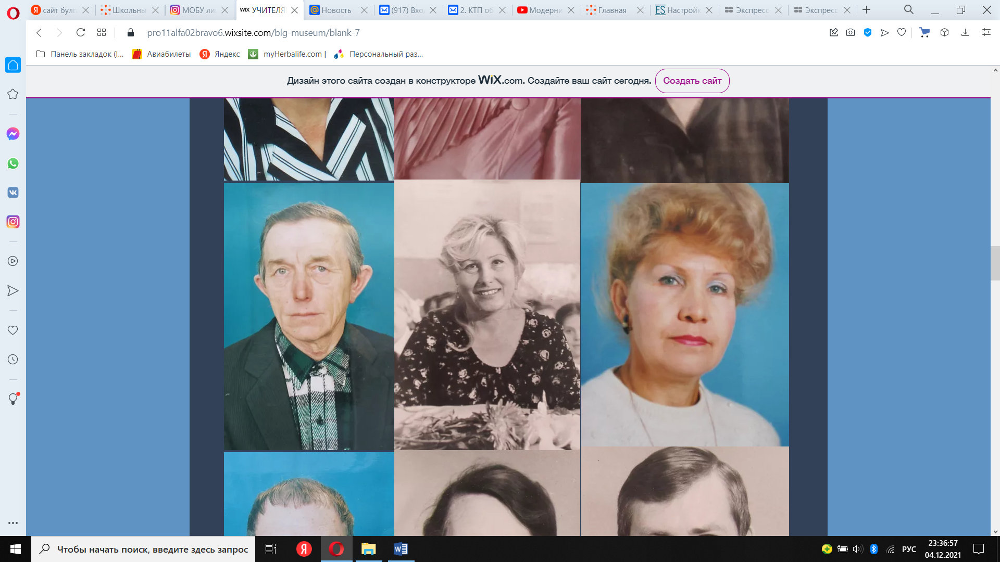 сайт булга
Школьны
МОБУ ли
WiX УЧИТЕЛЯ
Новость
(917) Вхо
2. КТП об
Модерни
Главная
ES Настройк
Экспресс
Экспресс
pro11alfa02bravo6.wixsite.com/blg-museum/blank-7
Панель закладок (I...
Авиабилеты
Я Яндекс
myHerbalife.com |
Персональный раз...
Дизайн этого сайта создан в конструкторе WiX.com. Создайте ваш сайт сегодня.
Создать сайт
Чтобы начать поиск, введите здесь запрос
РУС
23:36:57
04.12.2021